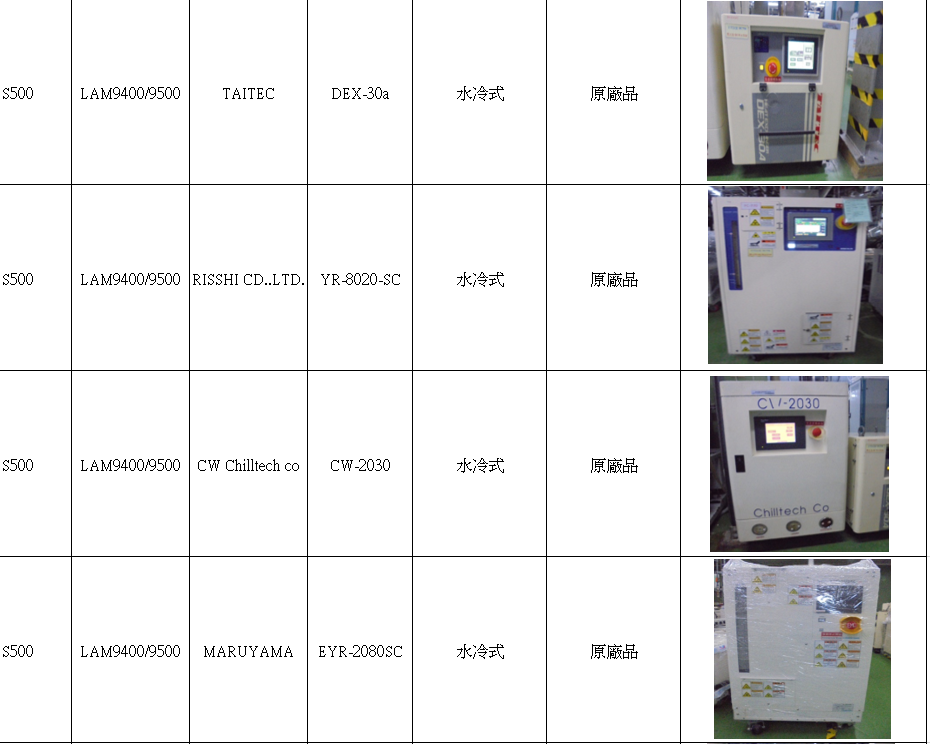 S500 LAM9400/9500 TAITEC DEX-30a 水冷式 原廠品
TAITEC
DEX-30A
S500 LAM9400/9500 RISSHI CD..LTD. YR-8020-SC 水冷式 原廠品
S500 LAM9400/9500 CW Chilltech co CW-2030 水冷式 原廠品
CW-2030
Chilltech Co
S500 LAM9400/9500 MARUYAMA EYR-2080SC 水冷式 原廠品